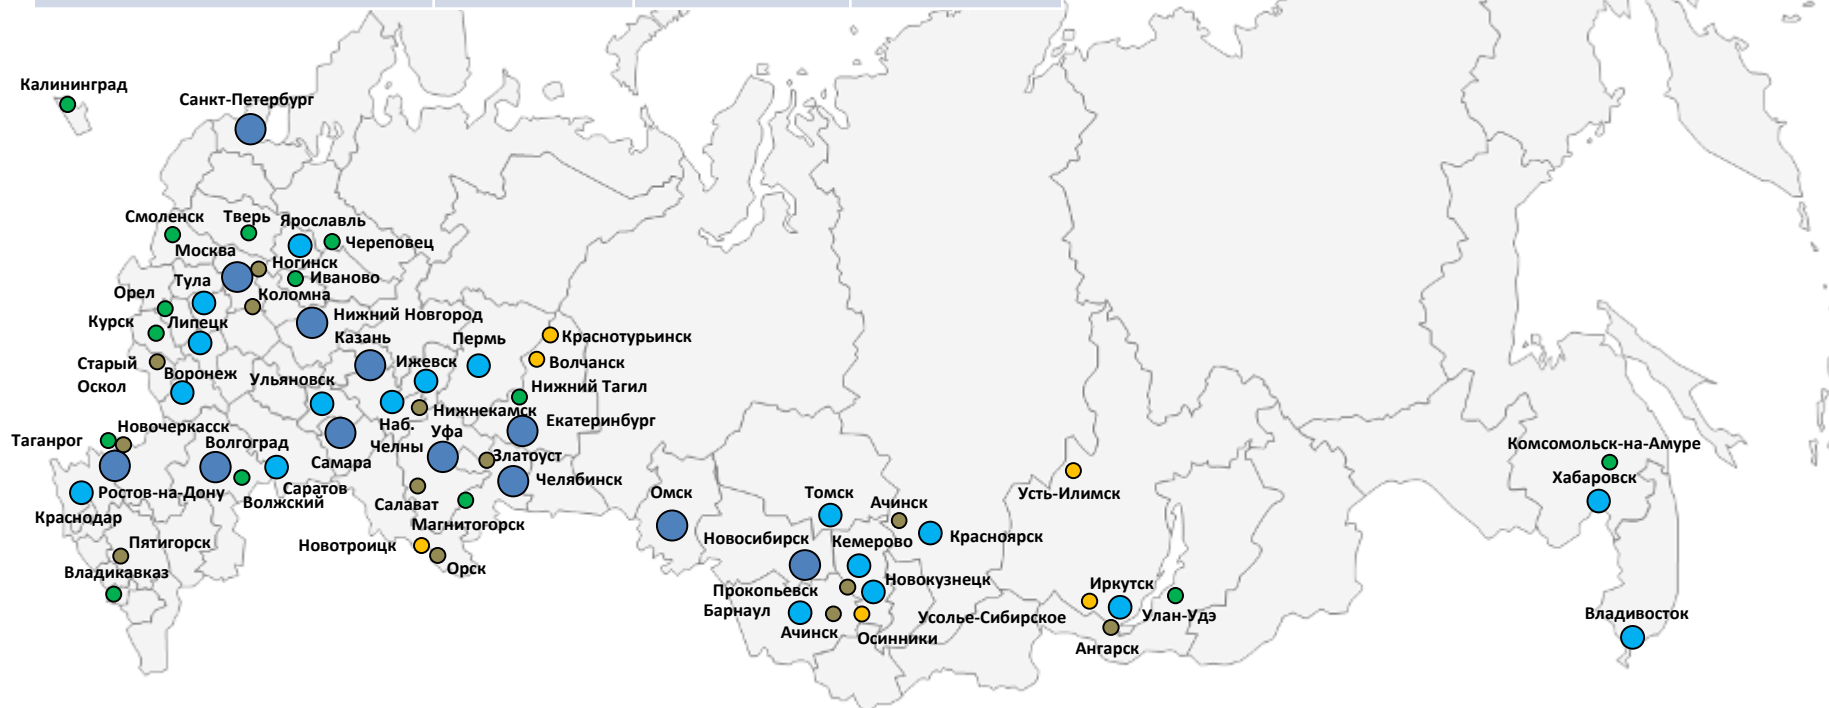 Калининград
Санкт-Петербург
Смоленск
Тверь
Ярославль
Череповец
Москва
Ногинск
Иваново
Тула
Орел
Коломна
Курск
Липецк
Нижний Новгород
Казань
Пермь
Краснотурьинск
Старый
Оскол
Воронеж
Ульяновск
Ижевск
Волчанск
Нижний Тагил
Нижнекамск
Наб.
Челны
Екатеринбург
Таганрог
Новочеркасск
Волгоград
Уфа
Самара
Златоуст
Челябинск
Ростов-на-Дону
Саратов
Волжский
Салават
Магнитогорск
Краснодар
Пятигорск
Новотроицк
Орск
Владикавказ
Омск
Томск
Ачинск
Красноярск
Новосибирск
Кемерово
Новокузнецк
Прокопьевск
Барнаул
Ачинск
Осинники
Усть-Илимск
Усолье-Сибирское
Иркутск
Улан-Удэ
Ангарск
Комсомольск-на-Амуре
Хабаровск
Владивосток